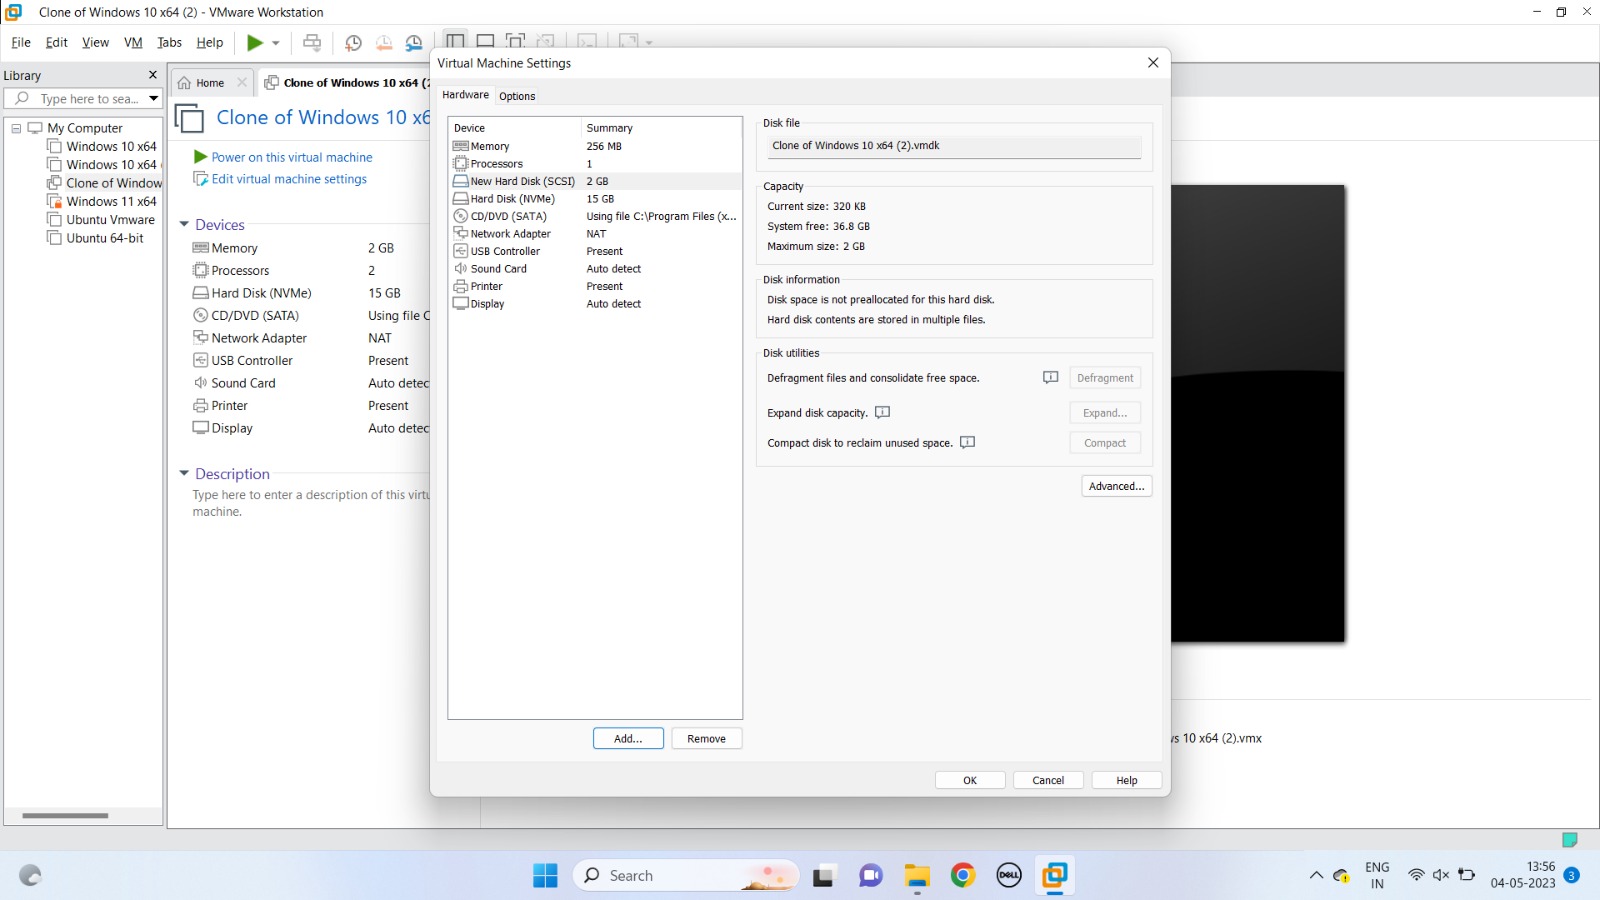 Clone of Windows 10 x64 (2) - VMware Workstation
File Edit View VM Tabs Help
Library
Type here to sea...
My Computer
Windows 10 x64
Windows 10 x64
Clone of Window
Windows 11 x64
Ubuntu Vmware
Ubuntu 64-bit
Home
Clone of Windows 10 x64 (2
Clone of Windows 10 x6
Power on this virtual machine
Edit virtual machine settings
Devices
Memory 2 GB
Processors 2
Hard Disk (NVMe) 15 GB
CD/DVD (SATA) Using file C
Network Adapter NAT
USB Controller Present
Sound Card Auto detec
Printer Present
Display Auto detec
Description
Type here to enter a description of this virtu
machine.
Virtual Machine Settings
Hardware Options
Device Summary
Memory 256 MB
Processors 1
New Hard Disk (SCSI) 2 GB
Hard Disk (NVMe) 15 GB
CD/DVD (SATA) Using file C:\Program Files (x...
Network Adapter NAT
USB Controller Present
Sound Card Auto detect
Printer Present
Display Auto detect
Add... Remove
Disk file
Clone of Windows 10 x64 (2).vmdk
Capacity
Current size: 320 KB
System free: 36.8 GB
Maximum size: 2 GB
Disk information
Disk space is not preallocated for this hard disk.
Hard disk contents are stored in multiple files.
Disk utilities
Defragment files and consolidate free space. Defragment
Expand disk capacity. Expand...
Compact disk to reclaim unused space. Compact
Advanced...
OK Cancel Help
vs 10 x64 (2).vmx
Search
DELL
ENG
IN
13:56
04-05-2023
3